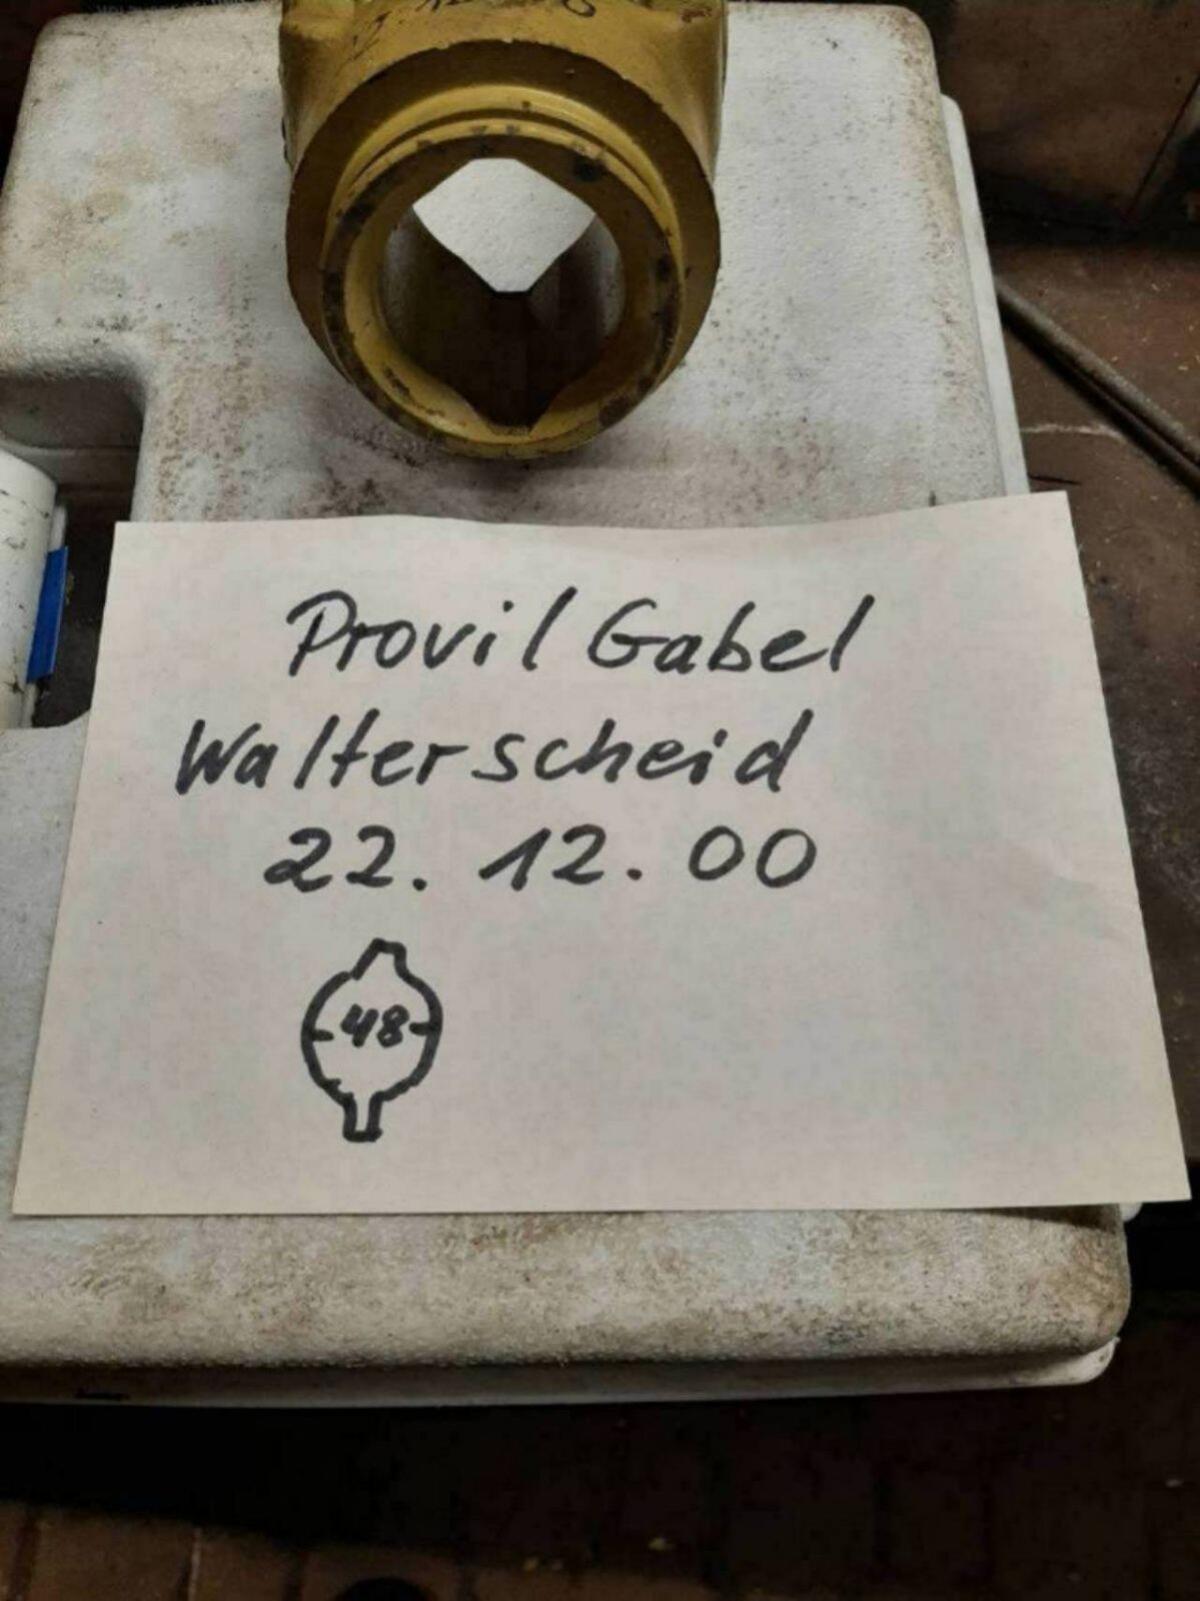 Provil Gabel
Walterscheid
22. 12. 00
48